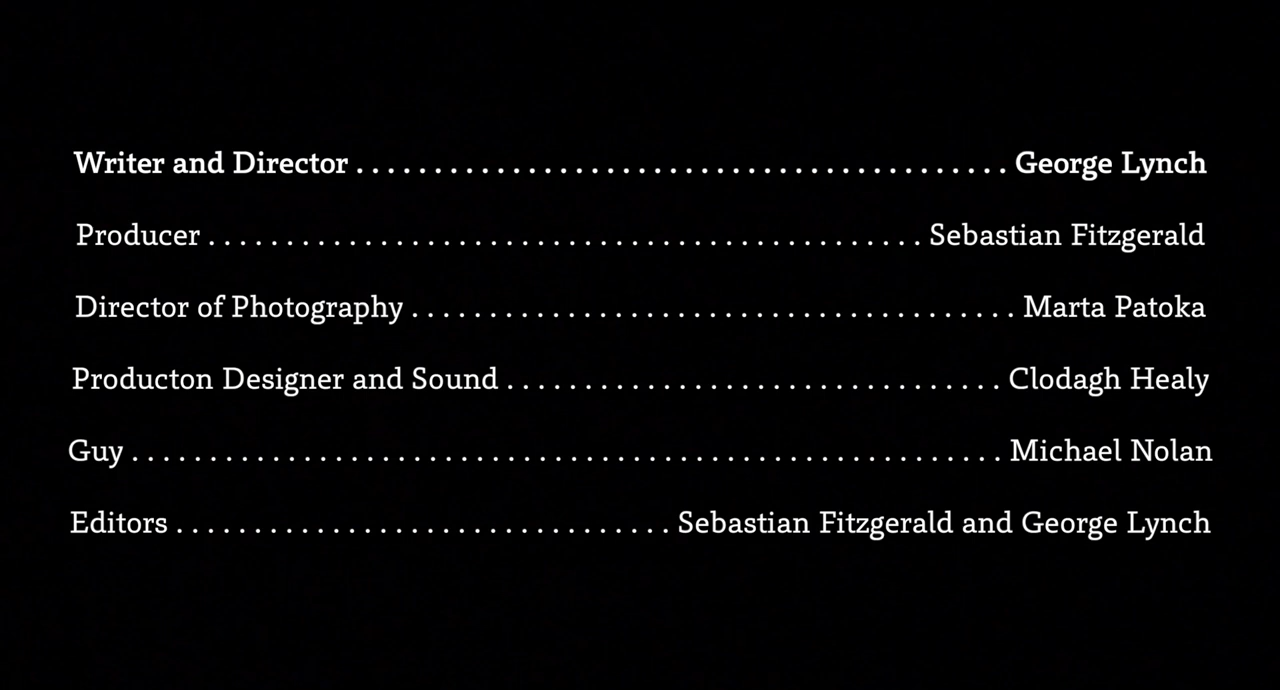 Writer and Director . . . . . . . . . . . . . . . . . . . . . . . . . . . . . . . . . . . . . . . . . . George Lynch
Producer . . . . . . . . . . . . . . . . . . . . . . . . . . . . . . . . . . . . . . . . . . . . . . Sebastian Fitzgerald
Director of Photography . . . . . . . . . . . . . . . . . . . . . . . . . . . . . . . . . . . . . . . Marta Patoka
Producton Designer and Sound . . . . . . . . . . . . . . . . . . . . . . . . . . . . . . . . Clodagh Healy
Guy . . . . . . . . . . . . . . . . . . . . . . . . . . . . . . . . . . . . . . . . . . . . . . . . . . . . . . . . Michael Nolan
Editors . . . . . . . . . . . . . . . . . . . . . . . . . . . . . . . . Sebastian Fitzgerald and George Lynch